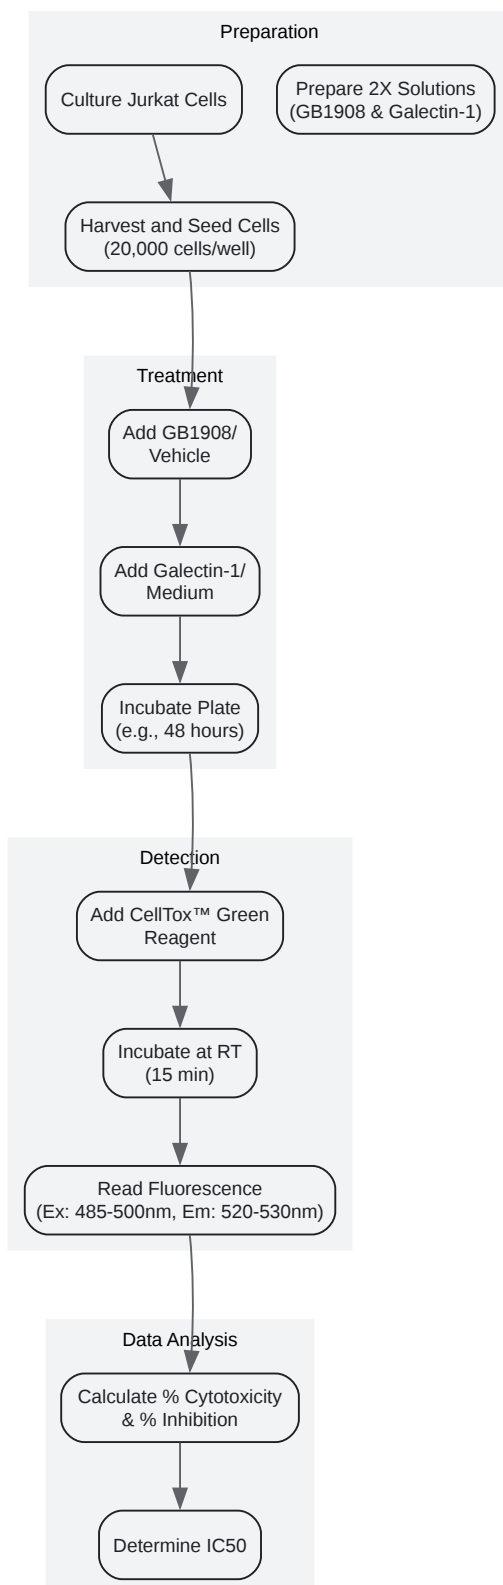 Preparation
Culture Jurkat Cells
Prepare 2X Solutions
(GB1908 & Galectin-1)
Harvest and Seed Cells
(20,000 cells/well)
Treatment
Add GB1908/
Vehicle
Add Galectin-1/
Medium
Incubate Plate
(e.g., 48 hours)
Detection
Add CellTox™ Green
Reagent
Incubate at RT
(15 min)
Read Fluorescence
(Ex: 485-500nm, Em: 520-530nm)
Data Analysis
Calculate % Cytotoxicity
& % Inhibition
Determine IC50